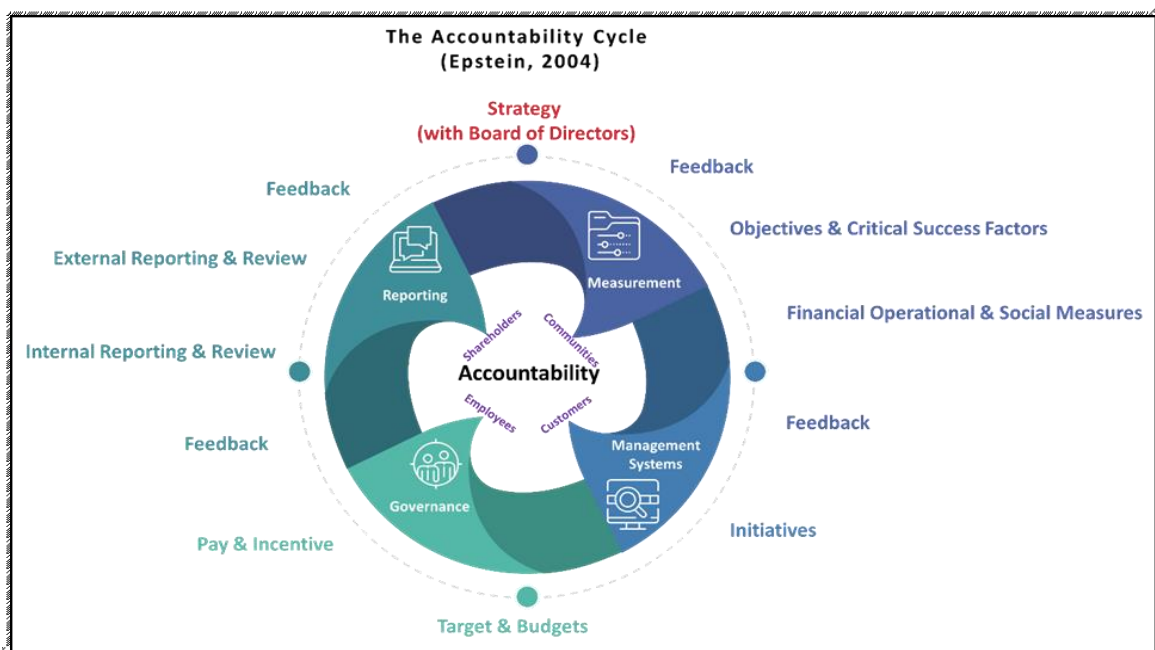 The Accountability Cycle
(Epstein, 2004)
Strategy
(with Board of Directors)
Feedback
Objectives & Critical Success Factors
Financial Operational & Social Measures
Feedback
Initiatives
Target & Budgets
Pay & Incentive
Feedback
Internal Reporting & Review
External Reporting & Review
Feedback
Reporting
Measurement
Management
Systems
Governance
Shareholders
Communities
Accountability
Employees
Customers